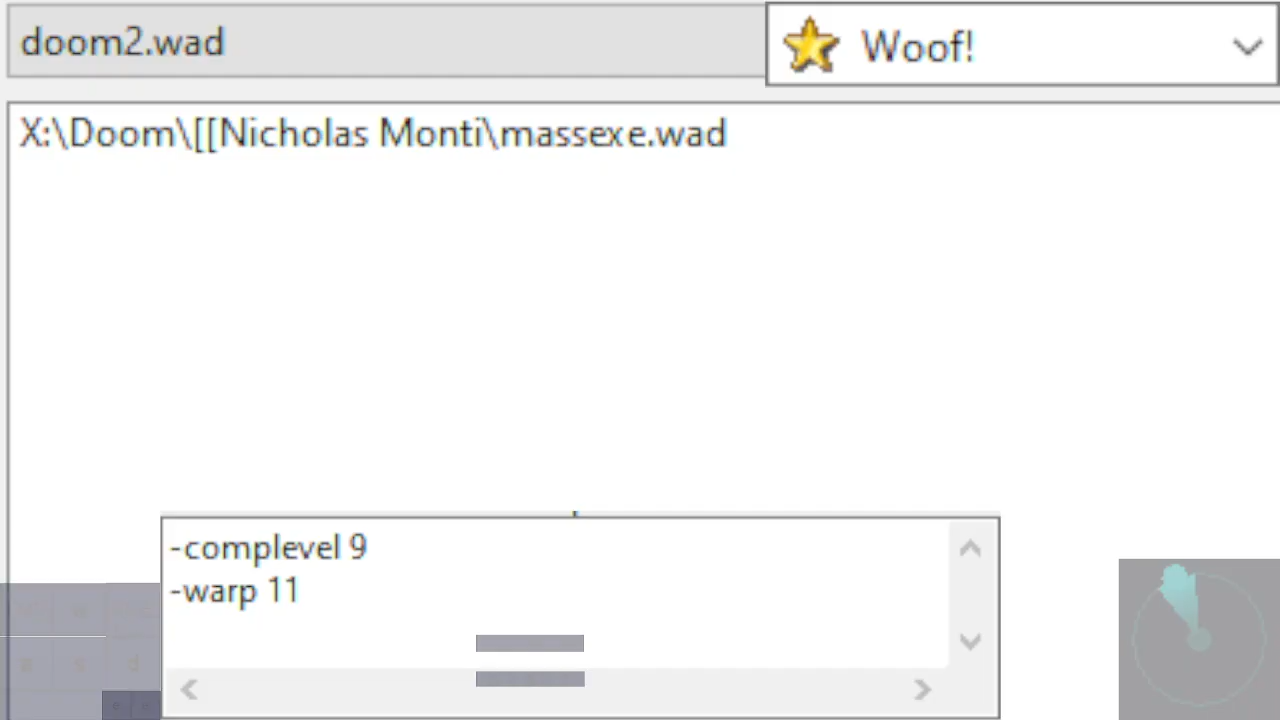 doom2.wad
Woof!
X:\Doom\[[Nicholas Monti\massexe.wad
-complevel 9
-warp 11